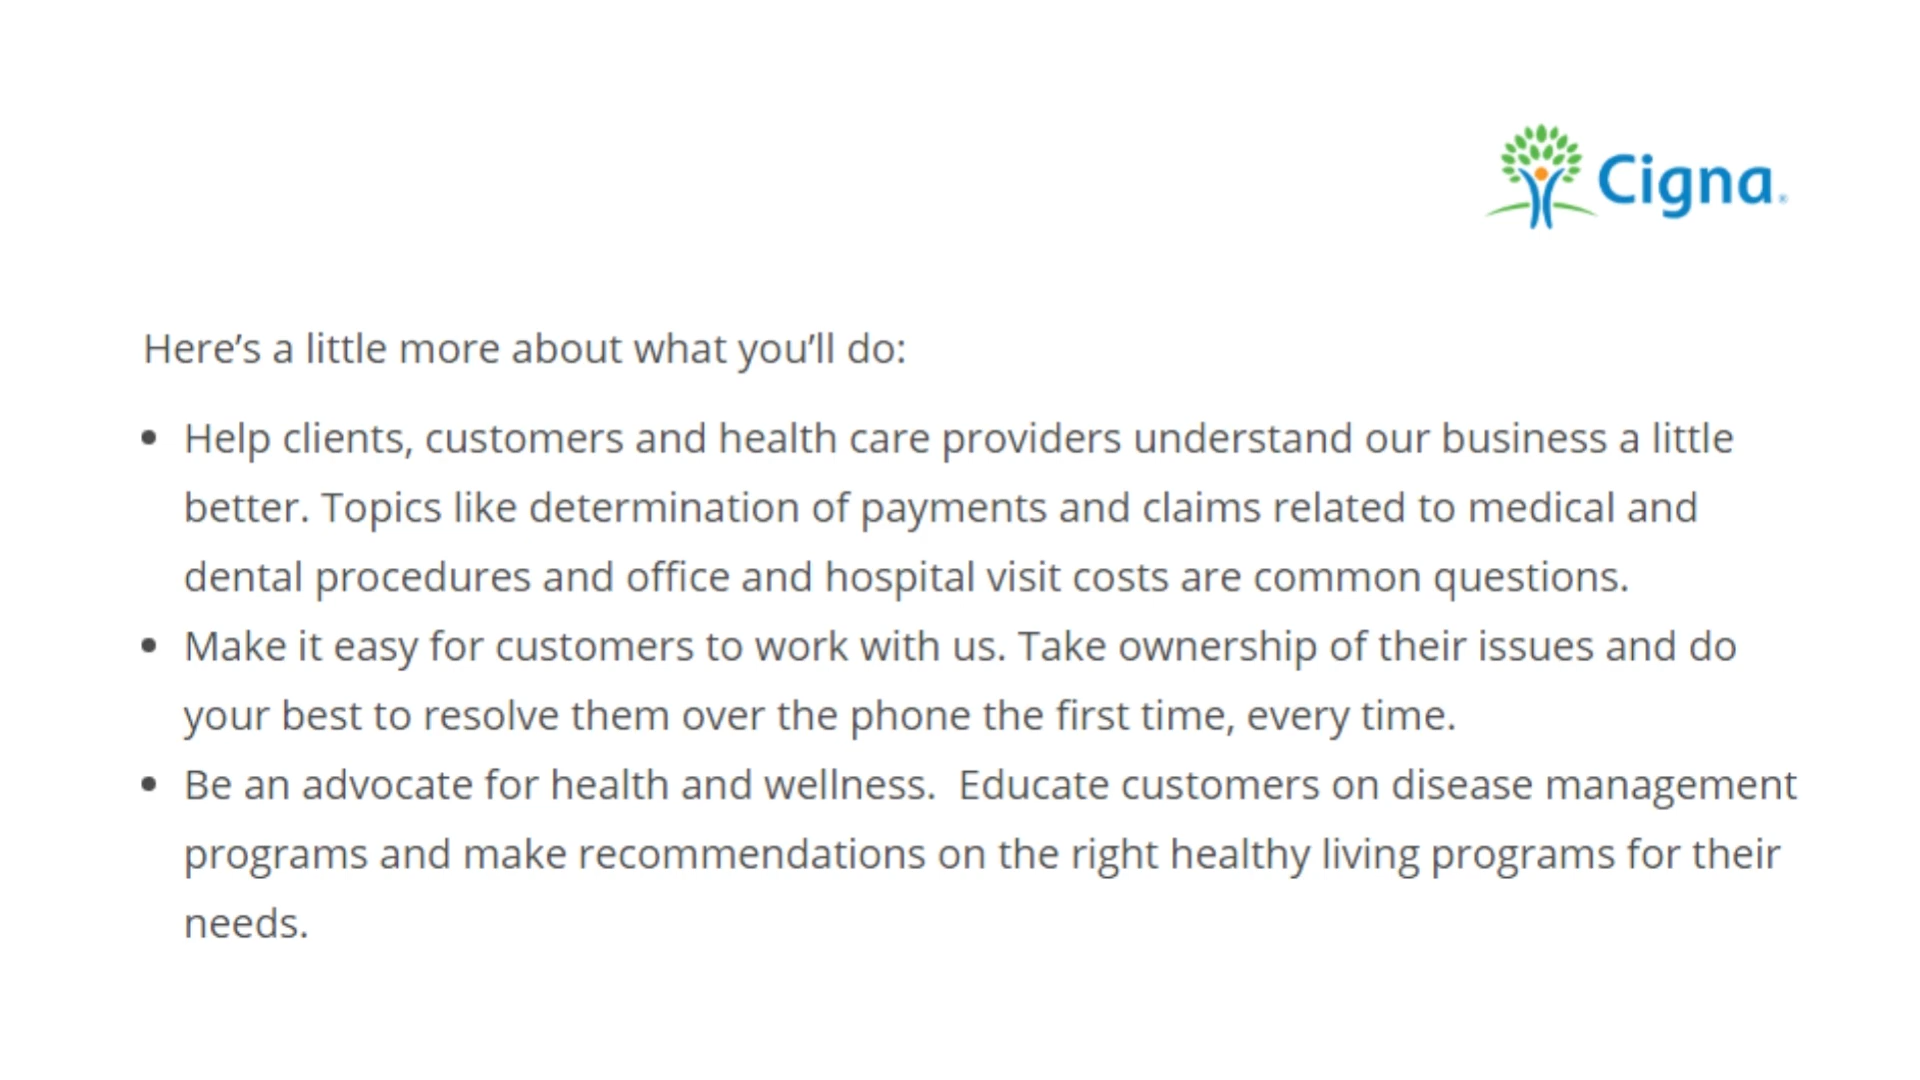 Cigna®
Here’s a little more about what you’ll do:
• Help clients, customers and health care providers understand our business a little
better. Topics like determination of payments and claims related to medical and
dental procedures and office and hospital visit costs are common questions.
• Make it easy for customers to work with us. Take ownership of their issues and do
your best to resolve them over the phone the first time, every time.
• Be an advocate for health and wellness.  Educate customers on disease management
programs and make recommendations on the right healthy living programs for their
needs.